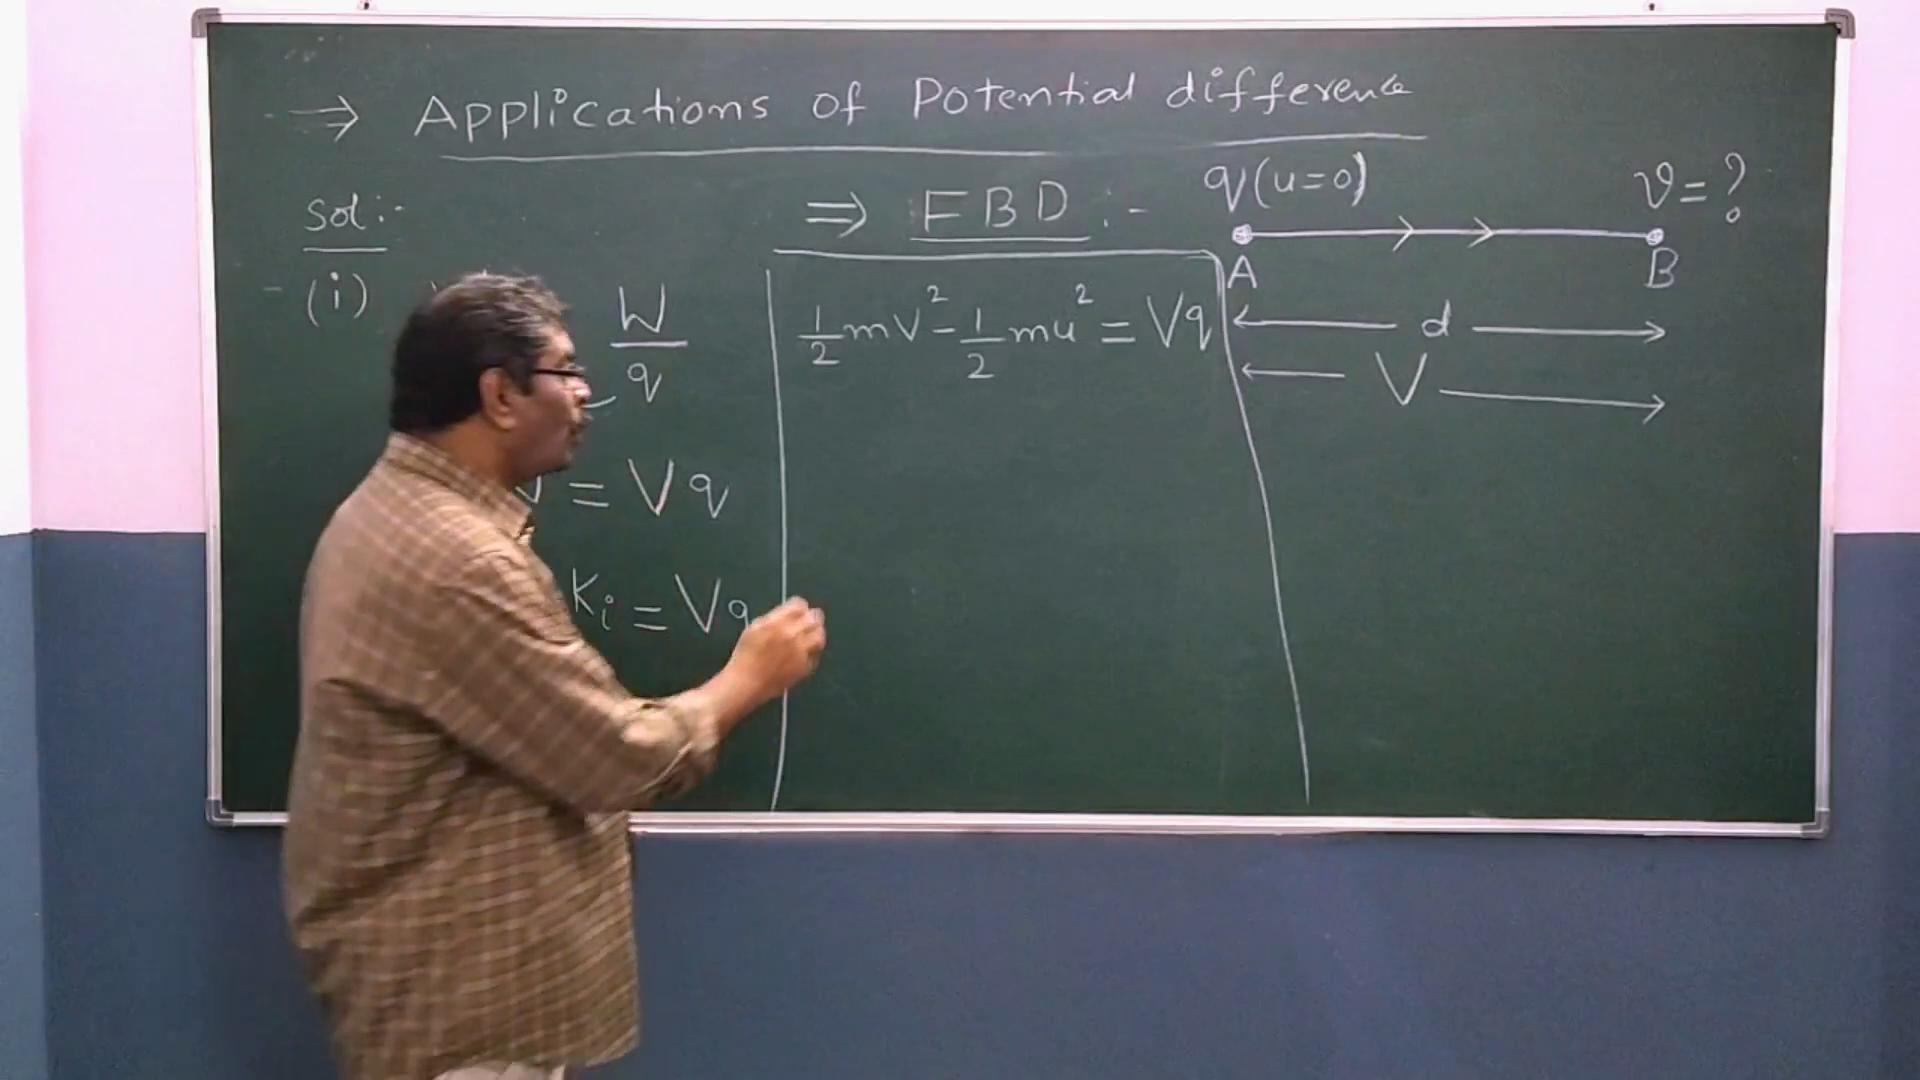 ⇒ Applications of Potential difference
Sol:-
(i)
W/q
= Vq
Ki = Vq
⇒ FBD :-
1/2 mV² - 1/2 mu² = Vq
q(u=0) v=?
A B
d
V